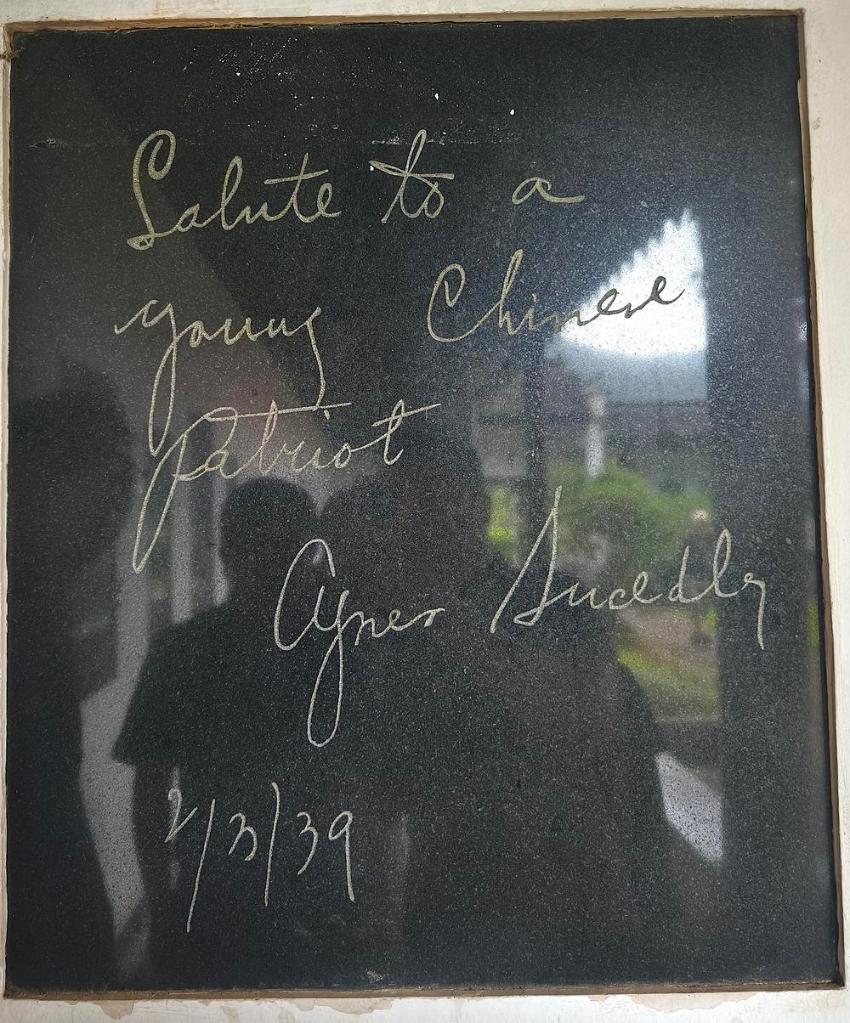 Salute to a
young Chinese
Patriot
Agnes Smedley
2/3/39